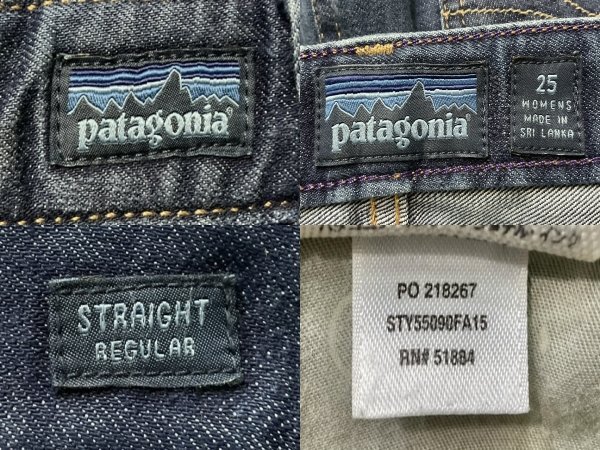 patagonia®
patagonia®
25
WOMENS
MADE IN
SRI LANKA
STRAIGHT
REGULAR
PO 218267
STY55090FA15
RN# 51884